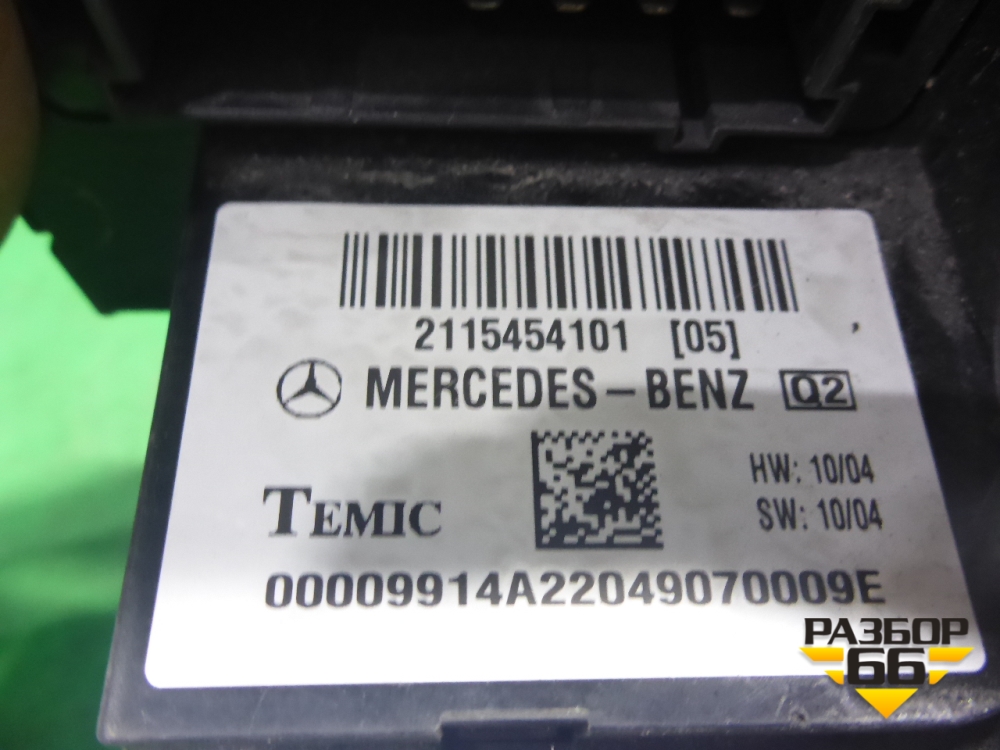 2115454101 [05]
MERCEDES-BENZ Q2
HW: 10/04
TEMIC
SW: 10/04
00009914A22049070009E
РАЗБОР
66